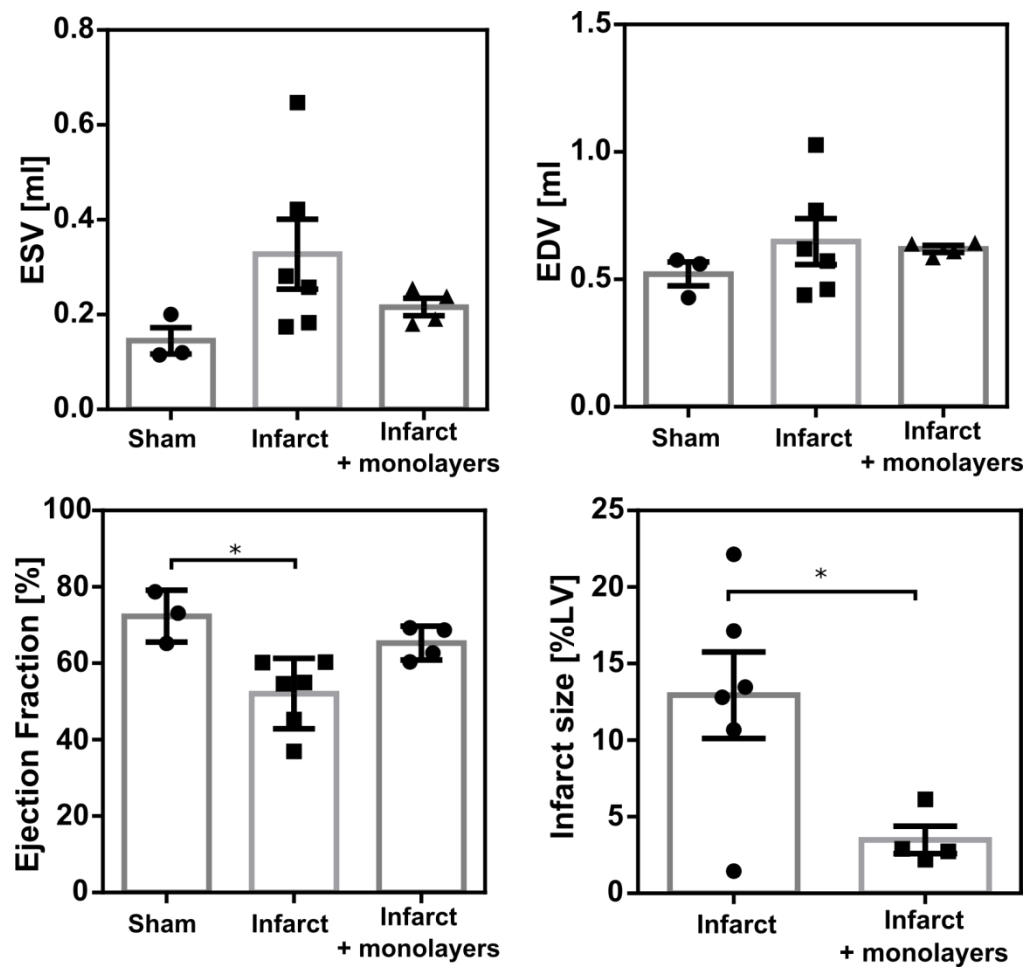 ESV [ml]
0.8
0.6
0.4
0.2
0.0
Sham
Infarct
Infarct
+ monolayers
EDV [ml
1.5
1.0
0.5
0.0
Sham
Infarct
Infarct
+ monolayers
Ejection Fraction [%]
100
80
60
40
20
0
*
Sham
Infarct
Infarct
+ monolayers
Infarct size [%LV]
25
20
15
10
5
0
*
Infarct
Infarct
+ monolayers